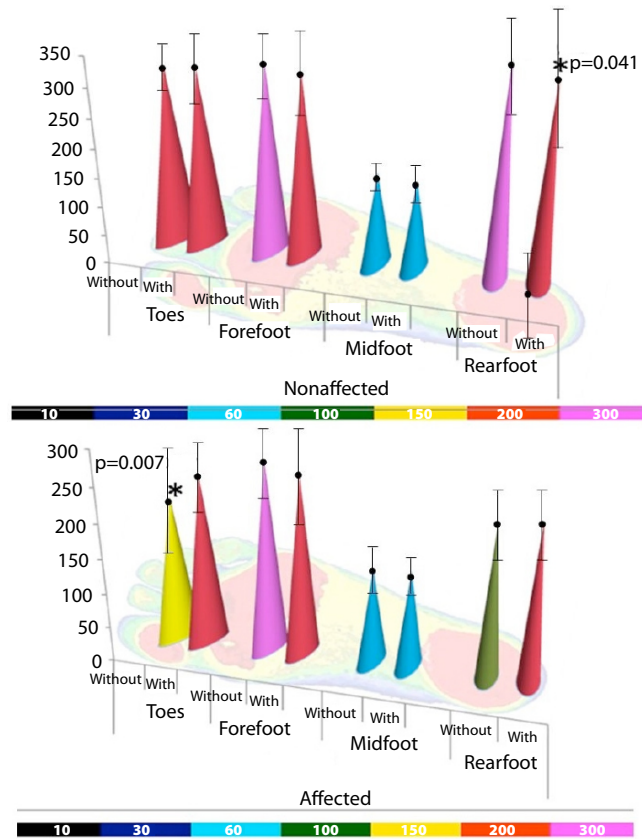 350
300
250
200
150
100
50
0
* p=0.041
Without With Without With Without With Without With
Toes Forefoot Midfoot Rearfoot
Nonaffected
10 30 60 100 150 200 300
300
250
200
150
100
50
0
p=0.007 *
Without With Without With Without With Without With
Toes Forefoot Midfoot Rearfoot
Affected
10 30 60 100 150 200 300